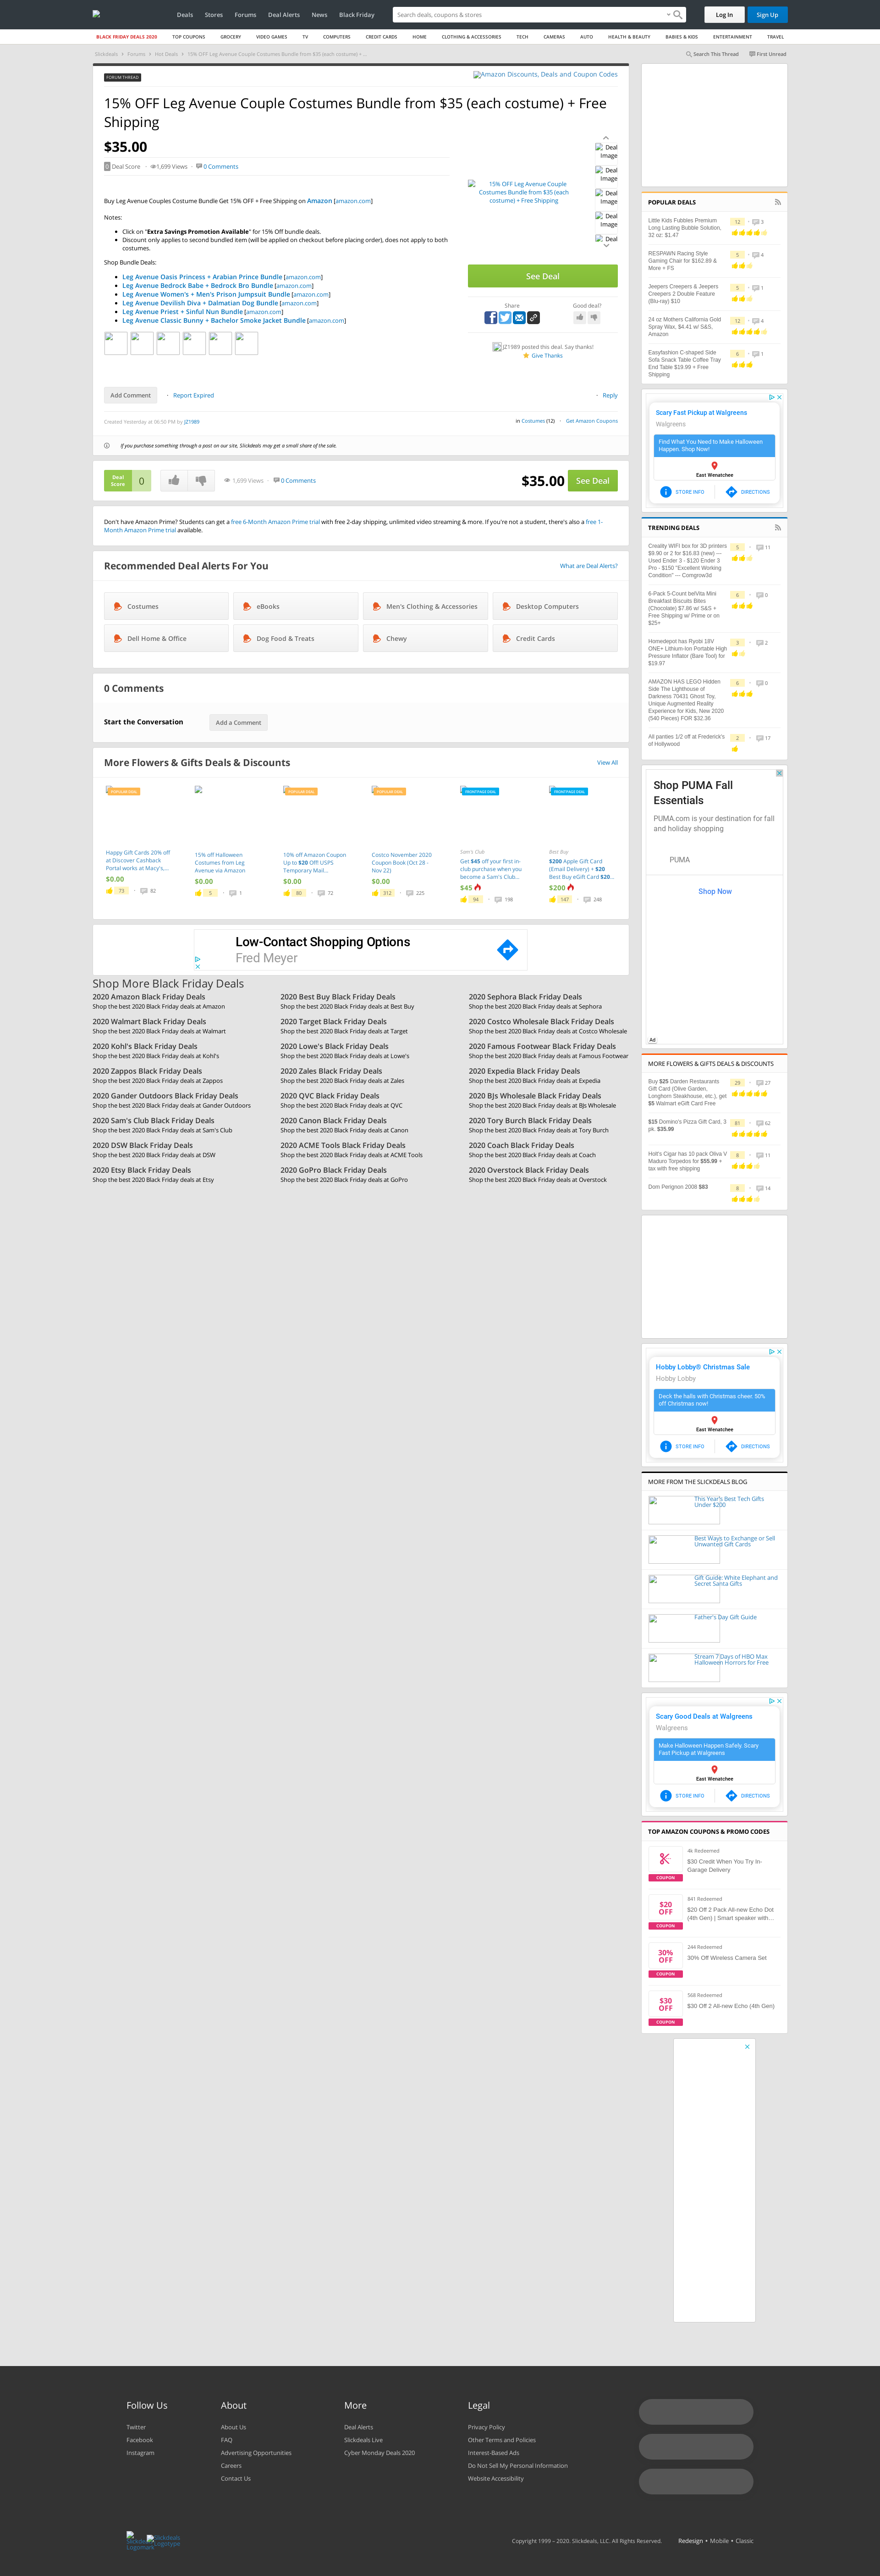 Deals
Stores
Forums
Deal Alerts
News
Black Friday
Search deals, coupons & stores
Log In
Sign Up
BLACK FRIDAY DEALS 2020
TOP COUPONS
GROCERY
VIDEO GAMES
TV
COMPUTERS
CREDIT CARDS
HOME
CLOTHING & ACCESSORIES
TECH
CAMERAS
AUTO
HEALTH & BEAUTY
BABIES & KIDS
ENTERTAINMENT
TRAVEL
Slickdeals
Forums
Hot Deals
15% OFF Leg Avenue Couple Costumes Bundle from $35 (each costume) + ...
Search This Thread
First Unread
FORUM THREAD
Amazon Discounts, Deals and Coupon Codes
15% OFF Leg Avenue Couple Costumes Bundle from $35 (each costume) + Free
Shipping
$35.00
0 Deal Score
1,699 Views
0 Comments
Buy Leg Avenue Couples Costume Bundle Get 15% OFF + Free Shipping on Amazon [amazon.com]
Notes:
Click on "Extra Savings Promotion Available" for 15% Off bundle deals.
Discount only applies to second bundled item (will be applied on checkout before placing order), does not apply to both
costumes.
Shop Bundle Deals:
Leg Avenue Oasis Princess + Arabian Prince Bundle [amazon.com]
Leg Avenue Bedrock Babe + Bedrock Bro Bundle [amazon.com]
Leg Avenue Women's + Men's Prison Jumpsuit Bundle [amazon.com]
Leg Avenue Devilish Diva + Dalmatian Dog Bundle [amazon.com]
Leg Avenue Priest + Sinful Nun Bundle [amazon.com]
Leg Avenue Classic Bunny + Bachelor Smoke Jacket Bundle [amazon.com]
15% OFF Leg Avenue Couple
Costumes Bundle from $35 (each
costume) + Free Shipping
Deal
Image
Deal
Image
Deal
Image
Deal
Image
Deal
See Deal
Share
Good deal?
JZ1989 posted this deal. Say thanks!
Give Thanks
Add Comment
Report Expired
Reply
Created Yesterday at 06:50 PM by JZ1989
in Costumes (12)
Get Amazon Coupons
If you purchase something through a post on our site, Slickdeals may get a small share of the sale.
Deal
Score
0
1,699 Views
0 Comments
$35.00
See Deal
Don't have Amazon Prime? Students can get a free 6-Month Amazon Prime trial with free 2-day shipping, unlimited video streaming & more. If you're not a student, there's also a free 1-
Month Amazon Prime trial available.
Recommended Deal Alerts For You
What are Deal Alerts?
Costumes
eBooks
Men's Clothing & Accessories
Desktop Computers
Dell Home & Office
Dog Food & Treats
Chewy
Credit Cards
0 Comments
Start the Conversation
Add a Comment
More Flowers & Gifts Deals & Discounts
View All
POPULAR DEAL
Happy Gift Cards 20% off
at Discover Cashback
Portal works at Macy's,...
$0.00
73
82
15% off Halloween
Costumes from Leg
Avenue via Amazon
$0.00
5
1
POPULAR DEAL
10% off Amazon Coupon
Up to $20 Off! USPS
Temporary Mail...
$0.00
80
72
POPULAR DEAL
Costco November 2020
Coupon Book (Oct 28 -
Nov 22)
$0.00
312
225
FRONTPAGE DEAL
Sam's Club
Get $45 off your first in-
club purchase when you
become a Sam's Club...
$45
94
198
FRONTPAGE DEAL
Best Buy
$200 Apple Gift Card
(Email Delivery) + $20
Best Buy eGift Card $20...
$200
147
248
Low-Contact Shopping Options
Fred Meyer
Shop More Black Friday Deals
2020 Amazon Black Friday Deals
Shop the best 2020 Black Friday deals at Amazon
2020 Best Buy Black Friday Deals
Shop the best 2020 Black Friday deals at Best Buy
2020 Sephora Black Friday Deals
Shop the best 2020 Black Friday deals at Sephora
2020 Walmart Black Friday Deals
Shop the best 2020 Black Friday deals at Walmart
2020 Target Black Friday Deals
Shop the best 2020 Black Friday deals at Target
2020 Costco Wholesale Black Friday Deals
Shop the best 2020 Black Friday deals at Costco Wholesale
2020 Kohl's Black Friday Deals
Shop the best 2020 Black Friday deals at Kohl's
2020 Lowe's Black Friday Deals
Shop the best 2020 Black Friday deals at Lowe's
2020 Famous Footwear Black Friday Deals
Shop the best 2020 Black Friday deals at Famous Footwear
2020 Zappos Black Friday Deals
Shop the best 2020 Black Friday deals at Zappos
2020 Zales Black Friday Deals
Shop the best 2020 Black Friday deals at Zales
2020 Expedia Black Friday Deals
Shop the best 2020 Black Friday deals at Expedia
2020 Gander Outdoors Black Friday Deals
Shop the best 2020 Black Friday deals at Gander Outdoors
2020 QVC Black Friday Deals
Shop the best 2020 Black Friday deals at QVC
2020 BJs Wholesale Black Friday Deals
Shop the best 2020 Black Friday deals at BJs Wholesale
2020 Sam's Club Black Friday Deals
Shop the best 2020 Black Friday deals at Sam's Club
2020 Canon Black Friday Deals
Shop the best 2020 Black Friday deals at Canon
2020 Tory Burch Black Friday Deals
Shop the best 2020 Black Friday deals at Tory Burch
2020 DSW Black Friday Deals
Shop the best 2020 Black Friday deals at DSW
2020 ACME Tools Black Friday Deals
Shop the best 2020 Black Friday deals at ACME Tools
2020 Coach Black Friday Deals
Shop the best 2020 Black Friday deals at Coach
2020 Etsy Black Friday Deals
Shop the best 2020 Black Friday deals at Etsy
2020 GoPro Black Friday Deals
Shop the best 2020 Black Friday deals at GoPro
2020 Overstock Black Friday Deals
Shop the best 2020 Black Friday deals at Overstock
POPULAR DEALS
Little Kids Fubbles Premium
Long Lasting Bubble Solution,
32 oz: $1.47
12
3
RESPAWN Racing Style
Gaming Chair for $162.89 &
More + FS
5
4
Jeepers Creepers & Jeepers
Creepers 2 Double Feature
(Blu-ray) $10
5
1
24 oz Mothers California Gold
Spray Wax, $4.41 w/ S&S,
Amazon
12
4
Easyfashion C-shaped Side
Sofa Snack Table Coffee Tray
End Table $19.99 + Free
Shipping
6
1
Scary Fast Pickup at Walgreens
Walgreens
Find What You Need to Make Halloween
Happen. Shop Now!
East Wenatchee
STORE INFO
DIRECTIONS
TRENDING DEALS
Creality WIFI box for 3D printers
$9.90 or 2 for $16.83 (new) ---
Used Ender 3 - $120 Ender 3
Pro - $150 "Excellent Working
Condition" --- Comgrow3d
5
11
6-Pack 5-Count belVita Mini
Breakfast Biscuits Bites
(Chocolate) $7.86 w/ S&S +
Free Shipping w/ Prime or on
$25+
6
0
Homedepot has Ryobi 18V
ONE+ Lithium-Ion Portable High
Pressure Inflator (Bare Tool) for
$19.97
3
2
AMAZON HAS LEGO Hidden
Side The Lighthouse of
Darkness 70431 Ghost Toy,
Unique Augmented Reality
Experience for Kids, New 2020
(540 Pieces) FOR $32.36
6
0
All panties 1/2 off at Frederick's
of Hollywood
2
17
Shop PUMA Fall
Essentials
PUMA.com is your destination for fall
and holiday shopping
PUMA
Shop Now
Ad
MORE FLOWERS & GIFTS DEALS & DISCOUNTS
Buy $25 Darden Restaurants
Gift Card (Olive Garden,
Longhorn Steakhouse, etc.), get
$5 Walmart eGift Card Free
29
27
$15 Domino's Pizza Gift Card, 3
pk. $35.99
81
62
Holt's Cigar has 10 pack Oliva V
Maduro Torpedos for $55.99 +
tax with free shipping
8
11
Dom Perignon 2008 $83
8
14
Hobby Lobby® Christmas Sale
Hobby Lobby
Deck the halls with Christmas cheer, 50%
off Christmas now!
East Wenatchee
STORE INFO
DIRECTIONS
MORE FROM THE SLICKDEALS BLOG
This Year's Best Tech Gifts
Under $200
Best Ways to Exchange or Sell
Unwanted Gift Cards
Gift Guide: White Elephant and
Secret Santa Gifts
Father's Day Gift Guide
Stream 7 Days of HBO Max
Halloween Horrors for Free
Scary Good Deals at Walgreens
Walgreens
Make Halloween Happen Safely. Scary
Fast Pickup at Walgreens
East Wenatchee
STORE INFO
DIRECTIONS
TOP AMAZON COUPONS & PROMO CODES
COUPON
4k Redeemed
$30 Credit When You Try In-
Garage Delivery
$20
OFF
COUPON
841 Redeemed
$20 Off 2 Pack All-new Echo Dot
(4th Gen) | Smart speaker with...
30%
OFF
COUPON
244 Redeemed
30% Off Wireless Camera Set
$30
OFF
COUPON
568 Redeemed
$30 Off 2 All-new Echo (4th Gen)
Follow Us
Twitter
Facebook
Instagram
About
About Us
FAQ
Advertising Opportunities
Careers
Contact Us
More
Deal Alerts
Slickdeals Live
Cyber Monday Deals 2020
Legal
Privacy Policy
Other Terms and Policies
Interest-Based Ads
Do Not Sell My Personal Information
Website Accessibility
Slickdeals
Logotype
Copyright 1999 – 2020. Slickdeals, LLC. All Rights Reserved.
Redesign • Mobile • Classic